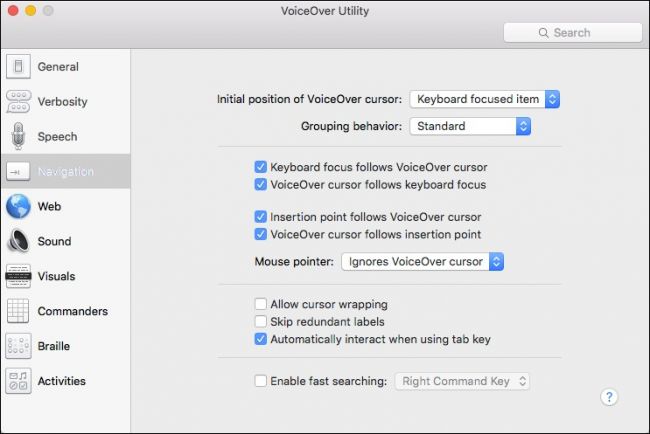 VoiceOver Utility
Search
General
Verbosity
Speech
Navigation
Web
Sound
Visuals
Commanders
Braille
Activities
Initial position of VoiceOver cursor: Keyboard focused item
Grouping behavior: Standard
Keyboard focus follows VoiceOver cursor
VoiceOver cursor follows keyboard focus
Insertion point follows VoiceOver cursor
VoiceOver cursor follows insertion point
Mouse pointer: Ignores VoiceOver cursor
Allow cursor wrapping
Skip redundant labels
Automatically interact when using tab key
Enable fast searching: Right Command Key
?